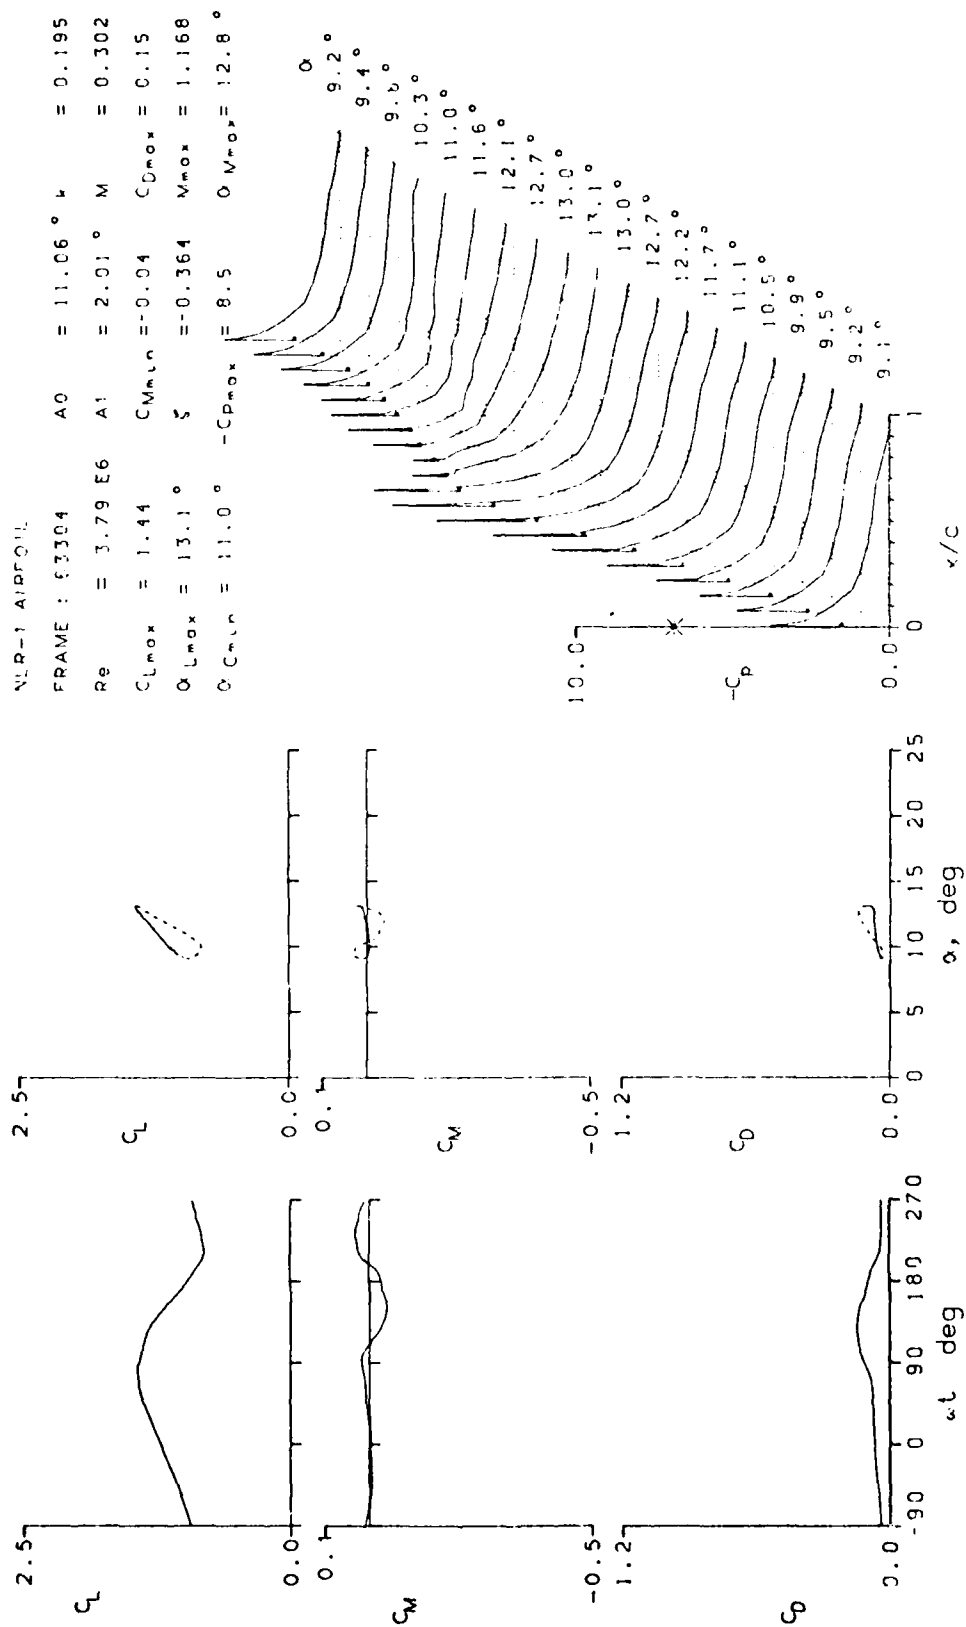 NLR-1 AIRFOIL
FRAME : 63304 A0 = 11.06° k = 0.195
Re = 3.79 E6 A1 = 2.01° M = 0.302
CLmax = 1.44 CMmin =-0.04 CDmax = 0.15
αLmax = 13.1° ζ =-0.364 Mmax = 1.168
αCmin = 11.0° -CPmax = 8.5 αMmax = 12.8°
2.5
CL
0.0
0.1
CM
-0.5
1.2
CD
0.0
-90 0 90 180 270
ωt deg
2.5
CL
0.0
0.1
CM
-0.5
1.2
CD
0.0
0 5 10 15 20 25
α, deg
10.0
-Cp
0.0
0 1
x/c
α
9.2°
9.4°
9.8°
10.3°
11.0°
11.6°
12.1°
12.7°
13.0°
13.1°
13.0°
12.7°
12.2°
11.7°
11.1°
10.5°
9.9°
9.5°
9.2°
9.1°